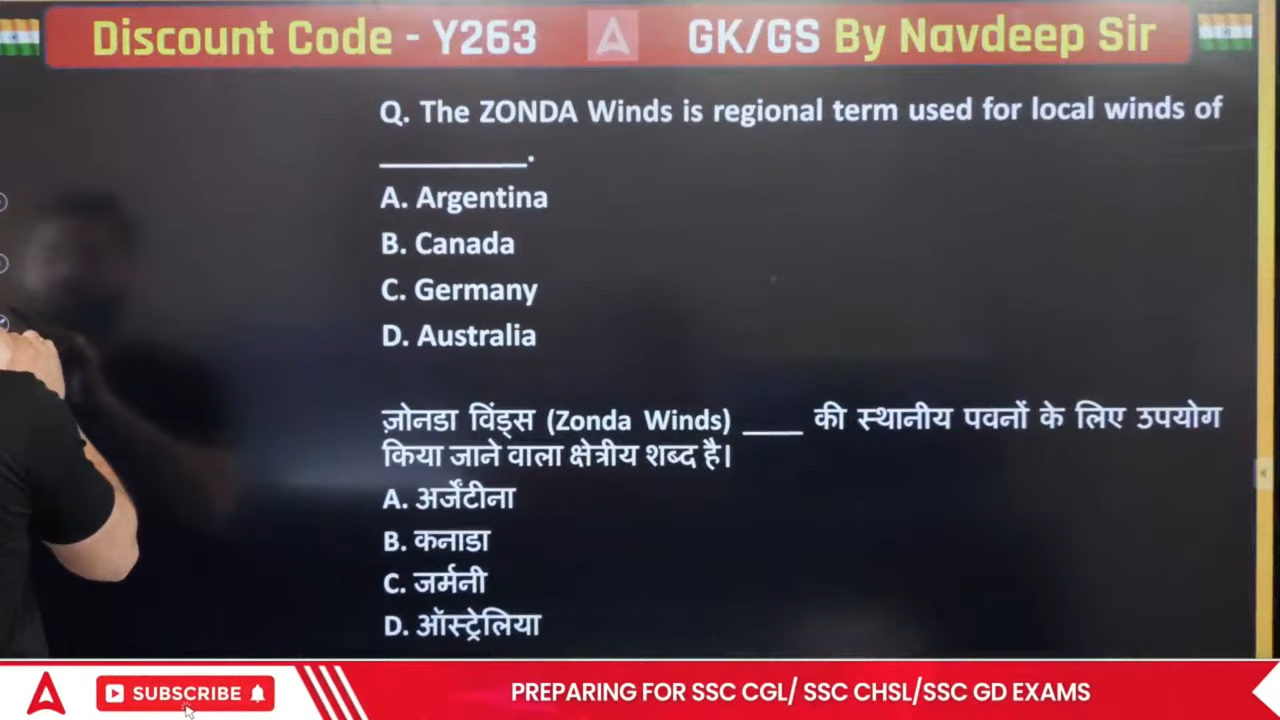 Discount Code - Y263 GK/GS By Navdeep Sir
Q. The ZONDA Winds is regional term used for local winds of
__________.
A. Argentina
B. Canada
C. Germany
D. Australia
ज़ोनडा विंड्स (Zonda Winds) ____ की स्थानीय पवनों के लिए उपयोग
किया जाने वाला क्षेत्रीय शब्द है।
A. अर्जेंटीना
B. कनाडा
C. जर्मनी
D. ऑस्ट्रेलिया
SUBSCRIBE
PREPARING FOR SSC CGL/ SSC CHSL/SSC GD EXAMS